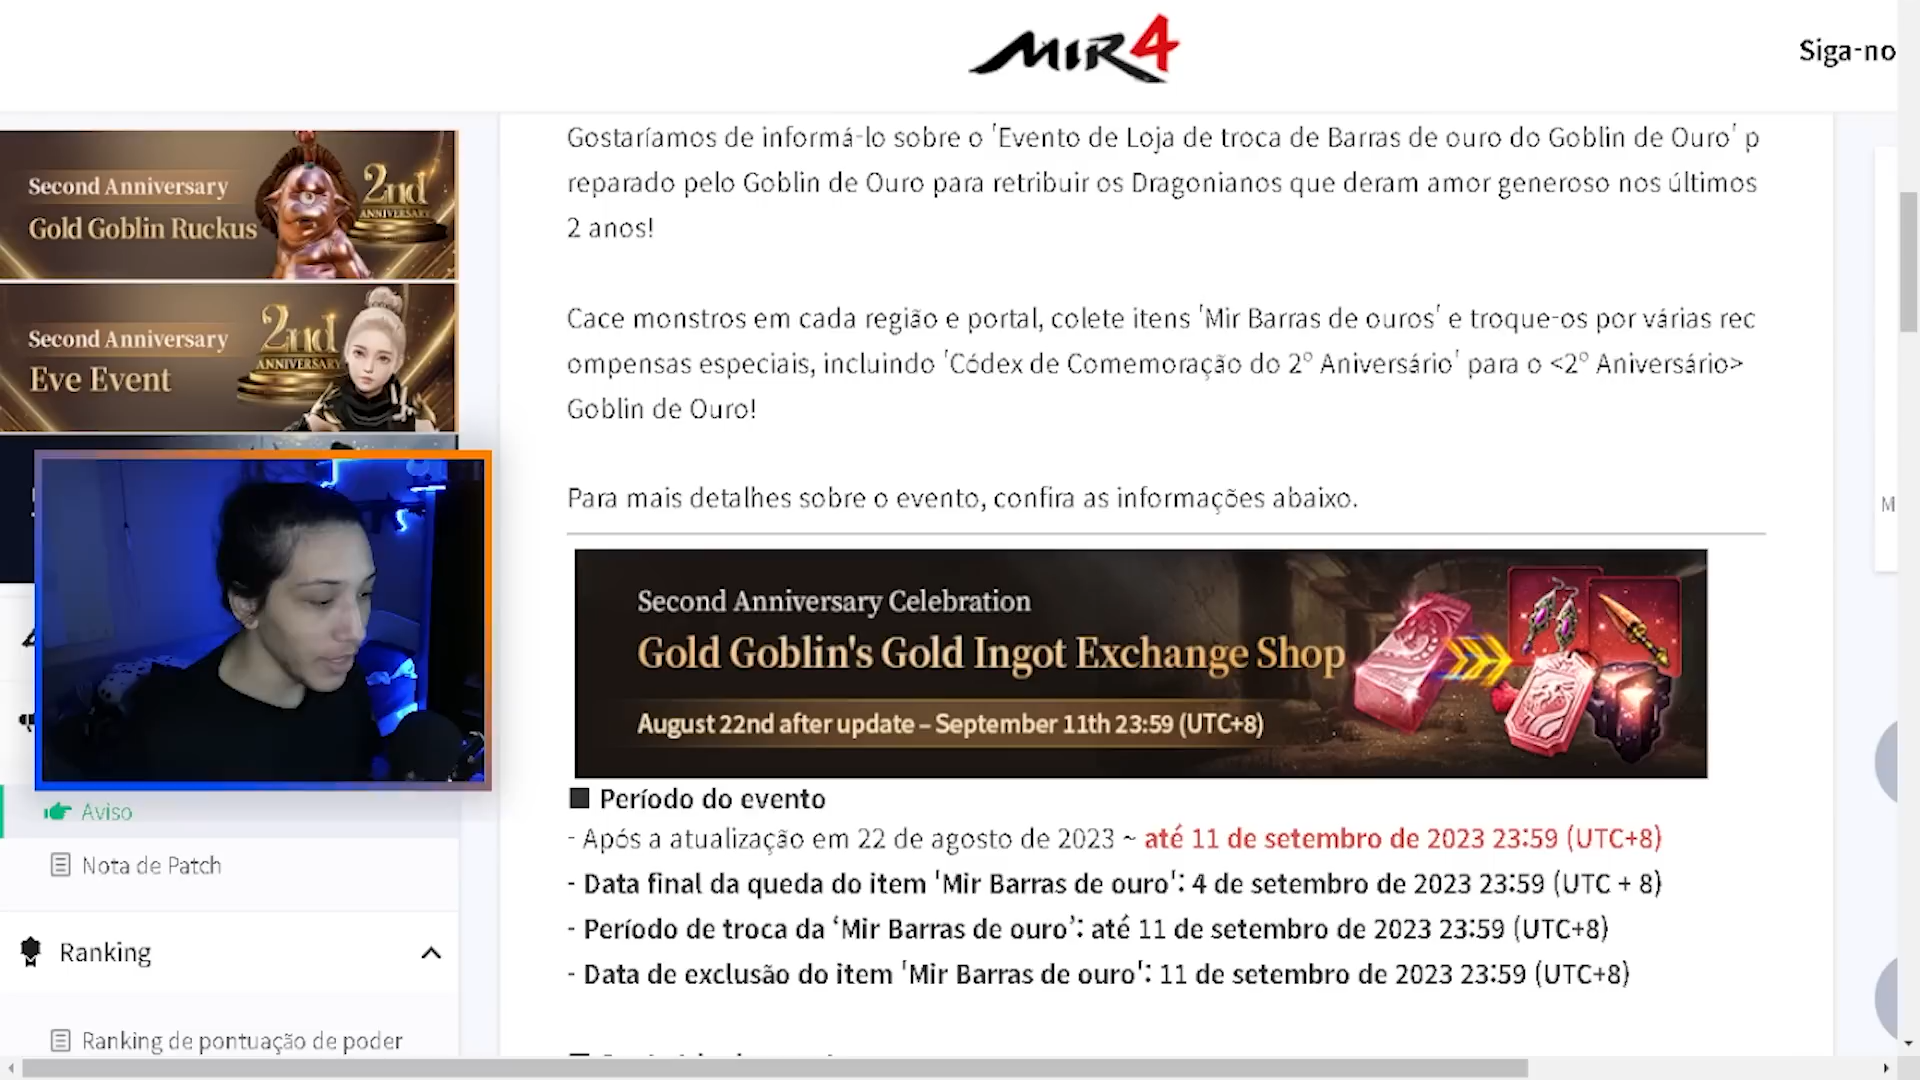 MIR4
Siga-no
Second Anniversary
Gold Goblin Ruckus
2nd
ANNIVERSARY
Second Anniversary
Eve Event
2nd
ANNIVERSARY
Gostaríamos de informá-lo sobre o 'Evento de Loja de troca de Barras de ouro do Goblin de Ouro' p
reparado pelo Goblin de Ouro para retribuir os Dragonianos que deram amor generoso nos últimos
2 anos!
Cace monstros em cada região e portal, colete itens 'Mir Barras de ouros' e troque-os por várias rec
ompensas especiais, incluindo 'Códex de Comemoração do 2º Aniversário' para o <2º Aniversário>
Goblin de Ouro!
Para mais detalhes sobre o evento, confira as informações abaixo.
M
Second Anniversary Celebration
Gold Goblin's Gold Ingot Exchange Shop
August 22nd after update – September 11th 23:59 (UTC+8)
■ Período do evento
- Após a atualização em 22 de agosto de 2023 ~ até 11 de setembro de 2023 23:59 (UTC+8)
- Data final da queda do item 'Mir Barras de ouro': 4 de setembro de 2023 23:59 (UTC + 8)
- Período de troca da ‘Mir Barras de ouro’: até 11 de setembro de 2023 23:59 (UTC+8)
- Data de exclusão do item 'Mir Barras de ouro': 11 de setembro de 2023 23:59 (UTC+8)
Aviso
Nota de Patch
Ranking
Ranking de pontuação de poder